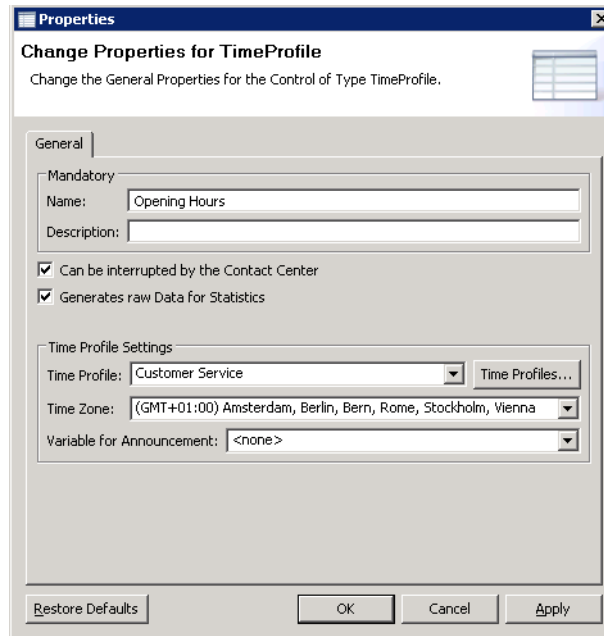 Properties
Change Properties for TimeProfile
Change the General Properties for the Control of Type TimeProfile.
General
Mandatory
Name: Opening Hours
Description:
Can be interrupted by the Contact Center
Generates raw Data for Statistics
Time Profile Settings
Time Profile: Customer Service Time Profiles...
Time Zone: (GMT+01:00) Amsterdam, Berlin, Bern, Rome, Stockholm, Vienna
Variable for Announcement: <none>
Restore Defaults OK Cancel Apply